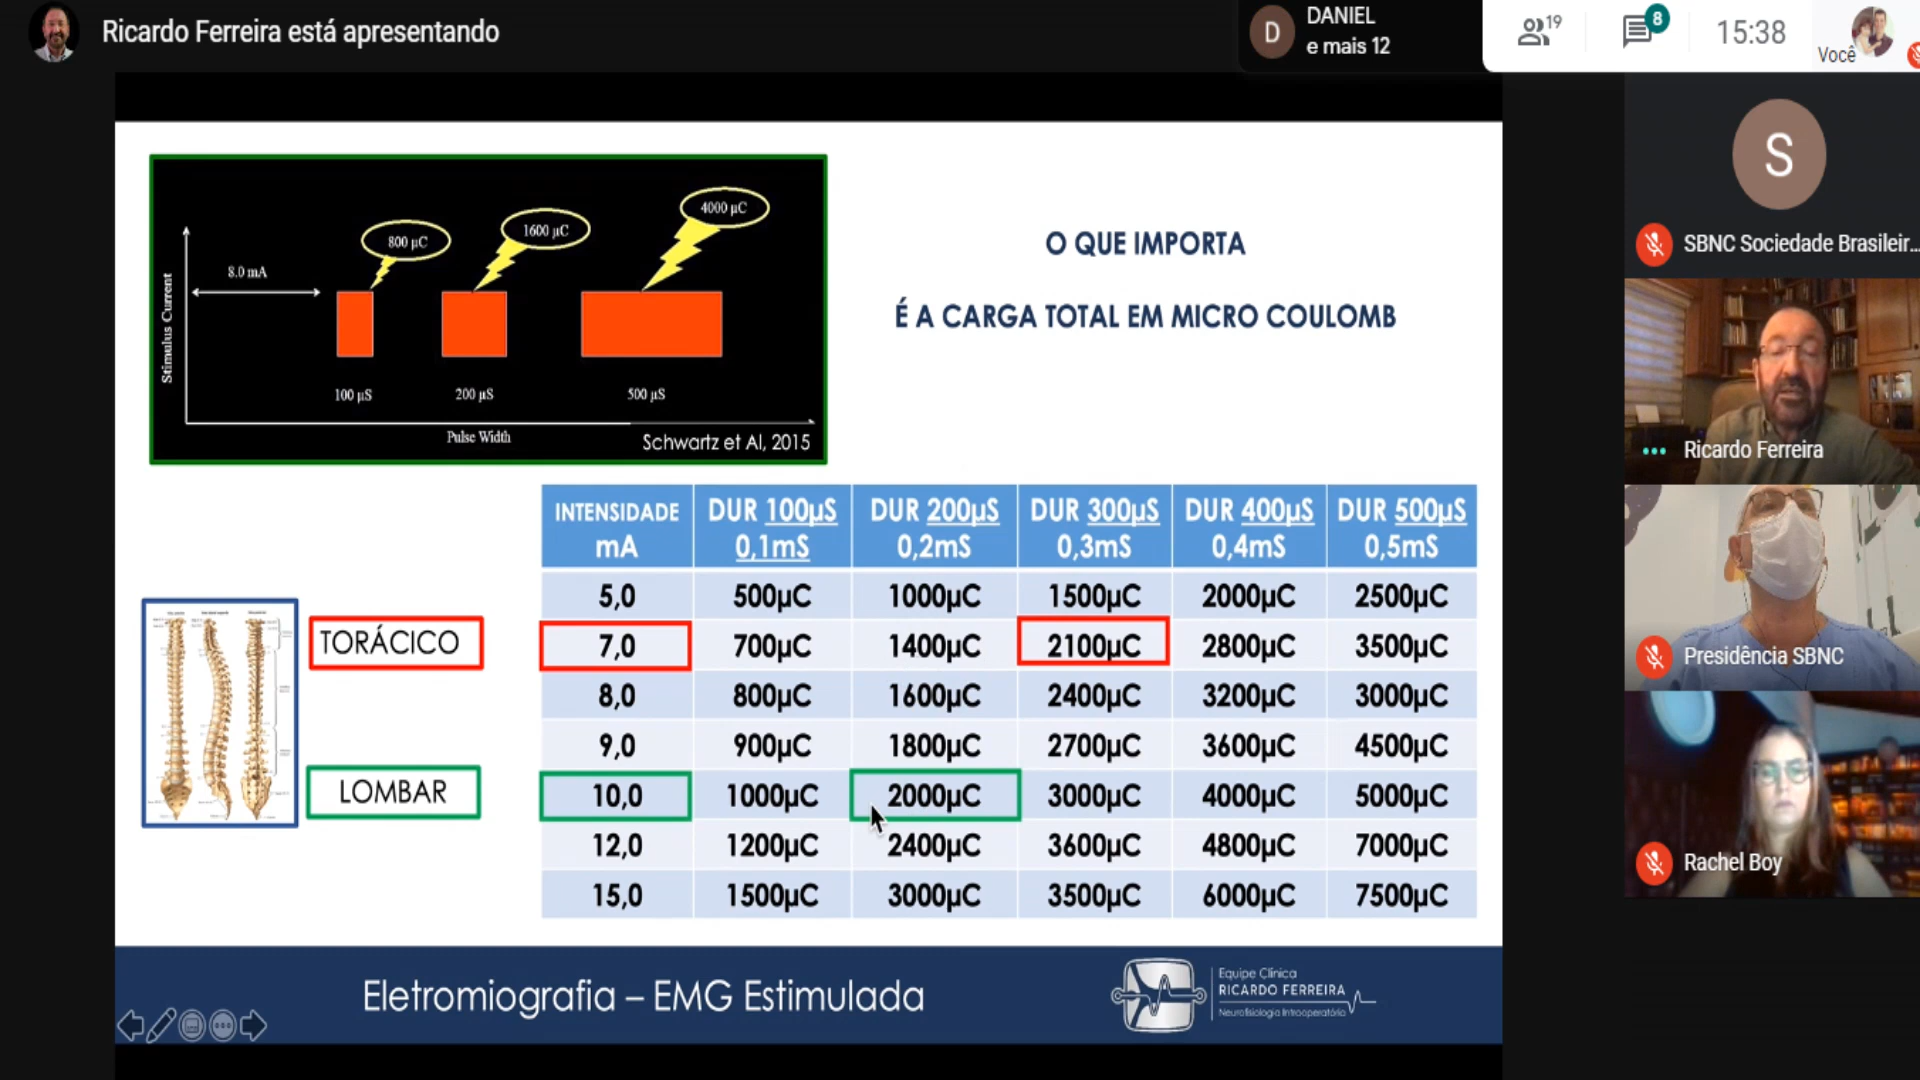 Ricardo Ferreira está apresentando
D
DANIEL
e mais 12
19
8
15:38
Você
800 µC
1600 µC
4000 µC
8.0 mA
Stimulus Current
100 µS
200 µS
500 µS
Pulse Width
Schwartz et Al, 2015
O QUE IMPORTA
É A CARGA TOTAL EM MICRO COULOMB
S
SBNC Sociedade Brasileir...
Ricardo Ferreira
Presidência SBNC
Rachel Boy
TORÁCICO
LOMBAR
INTENSIDADE mA DUR 100µS 0,1mS DUR 200µS 0,2mS DUR 300µS 0,3mS DUR 400µS 0,4mS DUR 500µS 0,5mS
5,0 500µC 1000µC 1500µC 2000µC 2500µC
7,0 700µC 1400µC 2100µC 2800µC 3500µC
8,0 800µC 1600µC 2400µC 3200µC 3000µC
9,0 900µC 1800µC 2700µC 3600µC 4500µC
10,0 1000µC 2000µC 3000µC 4000µC 5000µC
12,0 1200µC 2400µC 3600µC 4800µC 7000µC
15,0 1500µC 3000µC 3500µC 6000µC 7500µC
Eletromiografia – EMG Estimulada
Equipe Clínica
RICARDO FERREIRA
Neurofisiologia Intraoperatória